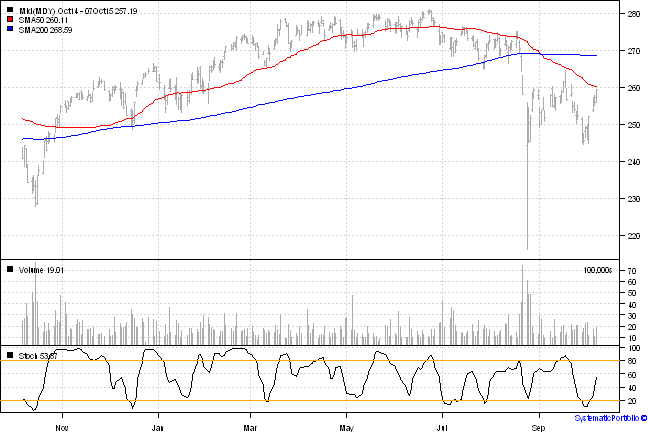 Mid(MDY) Oct14 - 07Oct15 257.19
SMA50 260.11
SMA200 268.59
280
270
260
250
240
230
220
Volume 19.01
100,000s
70
60
50
40
30
20
10
Stoch 53.67
100
80
60
40
20
Nov
Jan
Mar
May
Jul
Sep
SystematicPortfolio ©